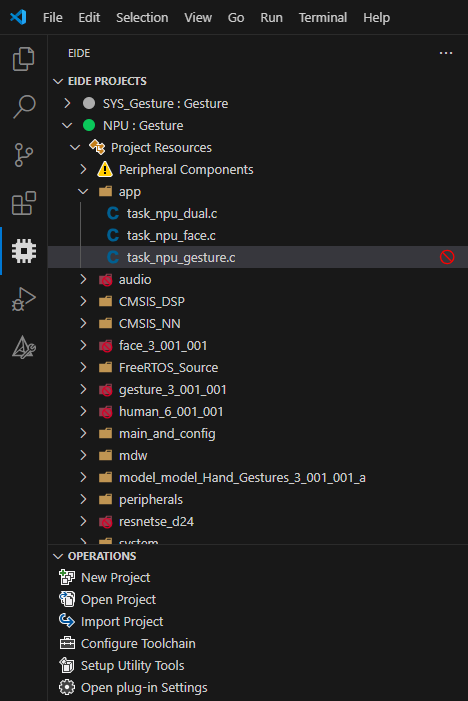 File Edit Selection View Go Run Terminal Help
EIDE
EIDE PROJECTS
SYS_Gesture : Gesture
NPU : Gesture
Project Resources
Peripheral Components
app
C task_npu_dual.c
C task_npu_face.c
C task_npu_gesture.c
audio
CMSIS_DSP
CMSIS_NN
face_3_001_001
FreeRTOS_Source
gesture_3_001_001
human_6_001_001
main_and_config
mdw
model_model_Hand_Gestures_3_001_001_a
peripherals
resnetse_d24
system
OPERATIONS
New Project
Open Project
Import Project
Configure Toolchain
Setup Utility Tools
Open plug-in Settings